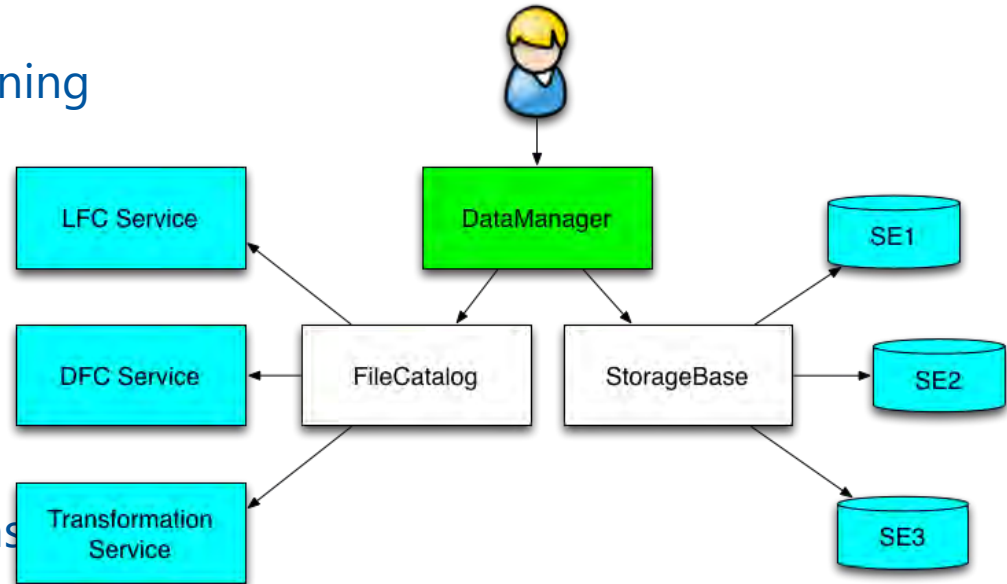 ning
LFC Service
DataManager
SE1
DFC Service
FileCatalog
StorageBase
SE2
Transformation
Service
SE3